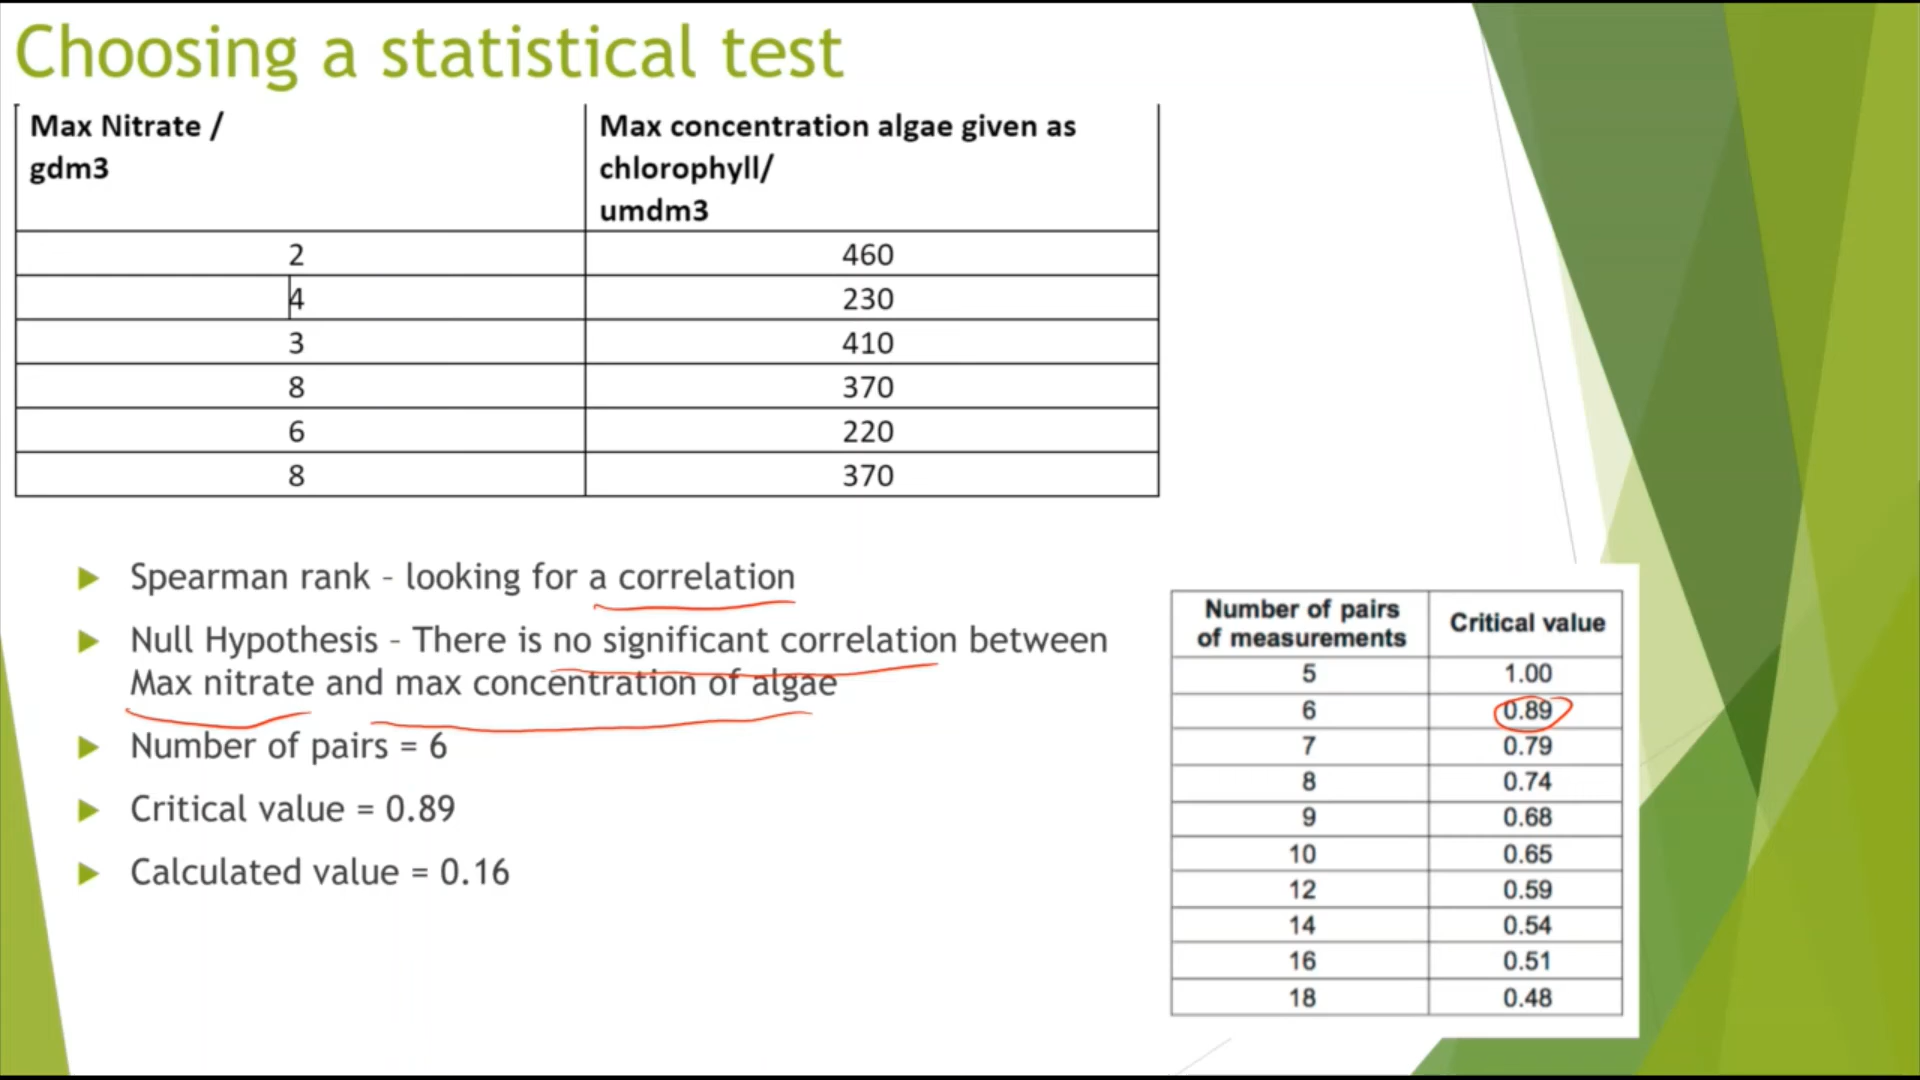 Choosing a statistical test
Max Nitrate /
gdm3
Max concentration algae given as
chlorophyll/
umdm3
2 460
4 230
3 410
8 370
6 220
8 370
Spearman rank - looking for a correlation
Null Hypothesis - There is no significant correlation between
Max nitrate and max concentration of algae
Number of pairs = 6
Critical value = 0.89
Calculated value = 0.16
Number of pairs
of measurements
Critical value
5 1.00
6 0.89
7 0.79
8 0.74
9 0.68
10 0.65
12 0.59
14 0.54
16 0.51
18 0.48